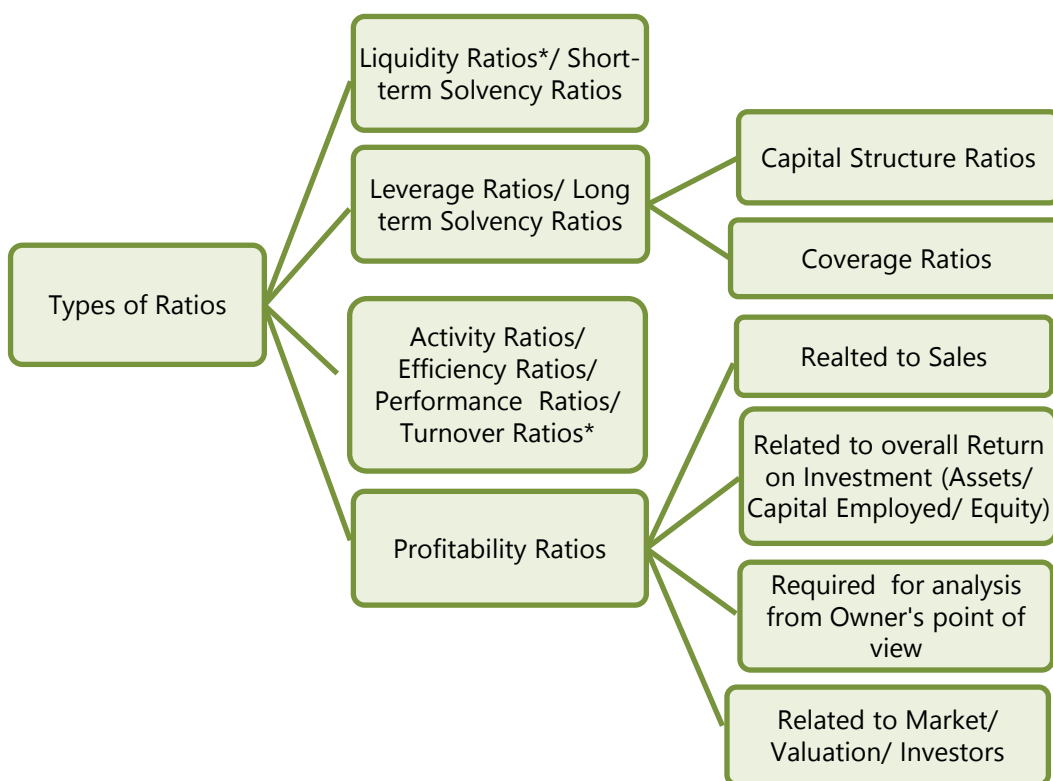 Types of Ratios
Liquidity Ratios*/ Short-
term Solvency Ratios
Leverage Ratios/ Long
term Solvency Ratios
Capital Structure Ratios
Coverage Ratios
Activity Ratios/
Efficiency Ratios/
Performance Ratios/
Turnover Ratios*
Profitability Ratios
Realted to Sales
Related to overall Return
on Investment (Assets/
Capital Employed/ Equity)
Required for analysis
from Owner's point of
view
Related to Market/
Valuation/ Investors